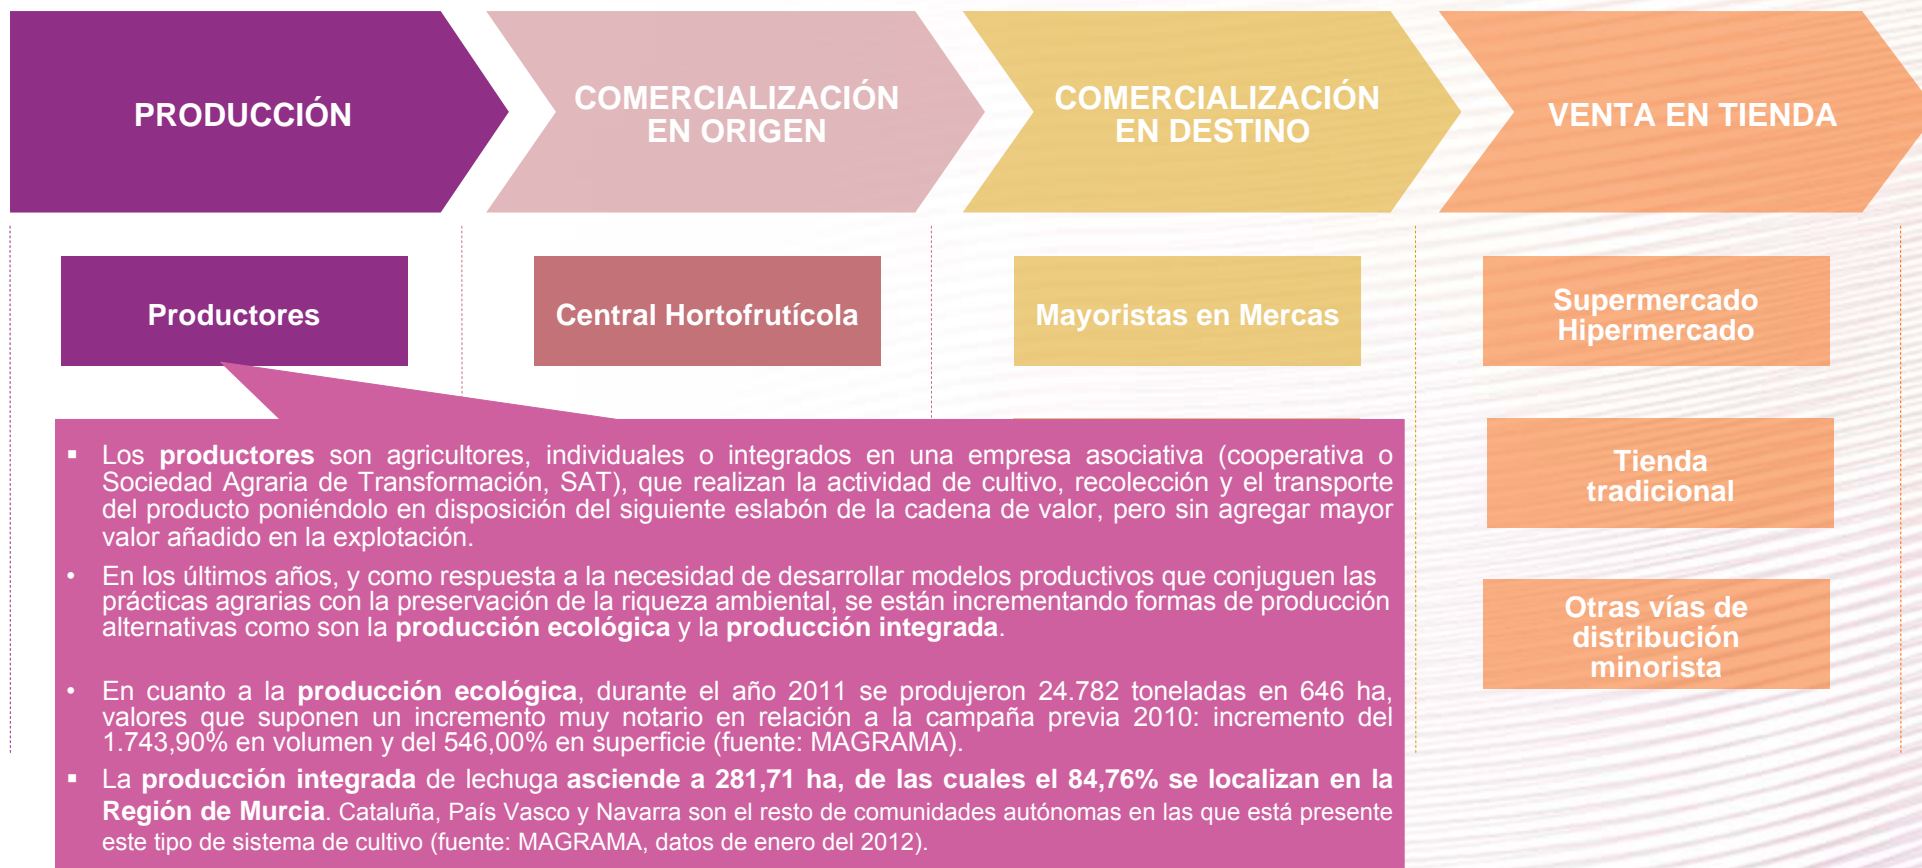 PRODUCCIÓN
COMERCIALIZACIÓN
EN ORIGEN
COMERCIALIZACIÓN
EN DESTINO
VENTA EN TIENDA
Productores
Central Hortofrutícola
Mayoristas en Mercas
Supermercado
Hipermercado
▪ Los productores son agricultores, individuales o integrados en una empresa asociativa (cooperativa o
Sociedad Agraria de Transformación, SAT), que realizan la actividad de cultivo, recolección y el transporte
del producto poniéndolo en disposición del siguiente eslabón de la cadena de valor, pero sin agregar mayor
valor añadido en la explotación.
• En los últimos años, y como respuesta a la necesidad de desarrollar modelos productivos que conjuguen las
prácticas agrarias con la preservación de la riqueza ambiental, se están incrementando formas de producción
alternativas como son la producción ecológica y la producción integrada.
• En cuanto a la producción ecológica, durante el año 2011 se produjeron 24.782 toneladas en 646 ha,
valores que suponen un incremento muy notario en relación a la campaña previa 2010: incremento del
1.743,90% en volumen y del 546,00% en superficie (fuente: MAGRAMA).
▪ La producción integrada de lechuga asciende a 281,71 ha, de las cuales el 84,76% se localizan en la
Región de Murcia. Cataluña, País Vasco y Navarra son el resto de comunidades autónomas en las que está presente
este tipo de sistema de cultivo (fuente: MAGRAMA, datos de enero del 2012).
Tienda
tradicional
Otras vías de
distribución
minorista